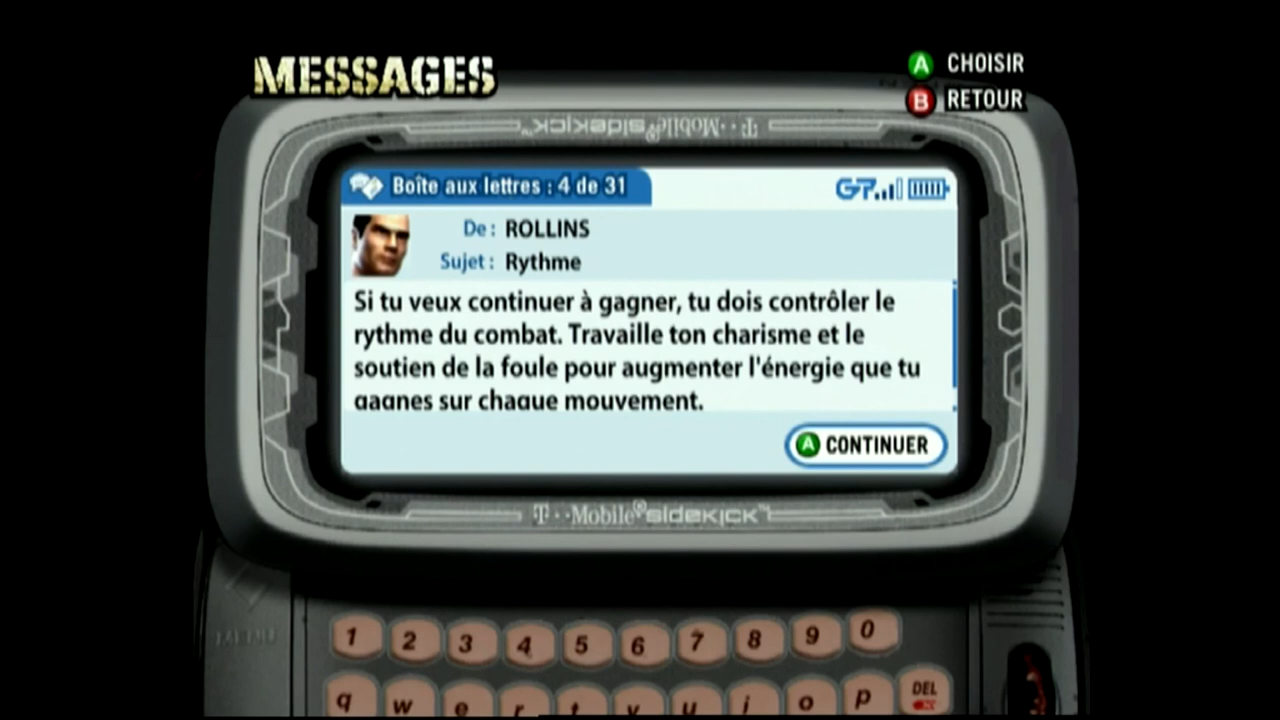 MESSAGES
A CHOISIR
B RETOUR
T··Mobile® sidekick™
Boîte aux lettres : 4 de 31
De : ROLLINS
Sujet : Rythme
Si tu veux continuer à gagner, tu dois contrôler le
rythme du combat. Travaille ton charisme et le
soutien de la foule pour augmenter l'énergie que tu
gagnes sur chaque mouvement.
A CONTINUER
T··Mobile® sidekick™
MENU
1 2 3 4 5 6 7 8 9 0
q w e r t y u i o p DEL